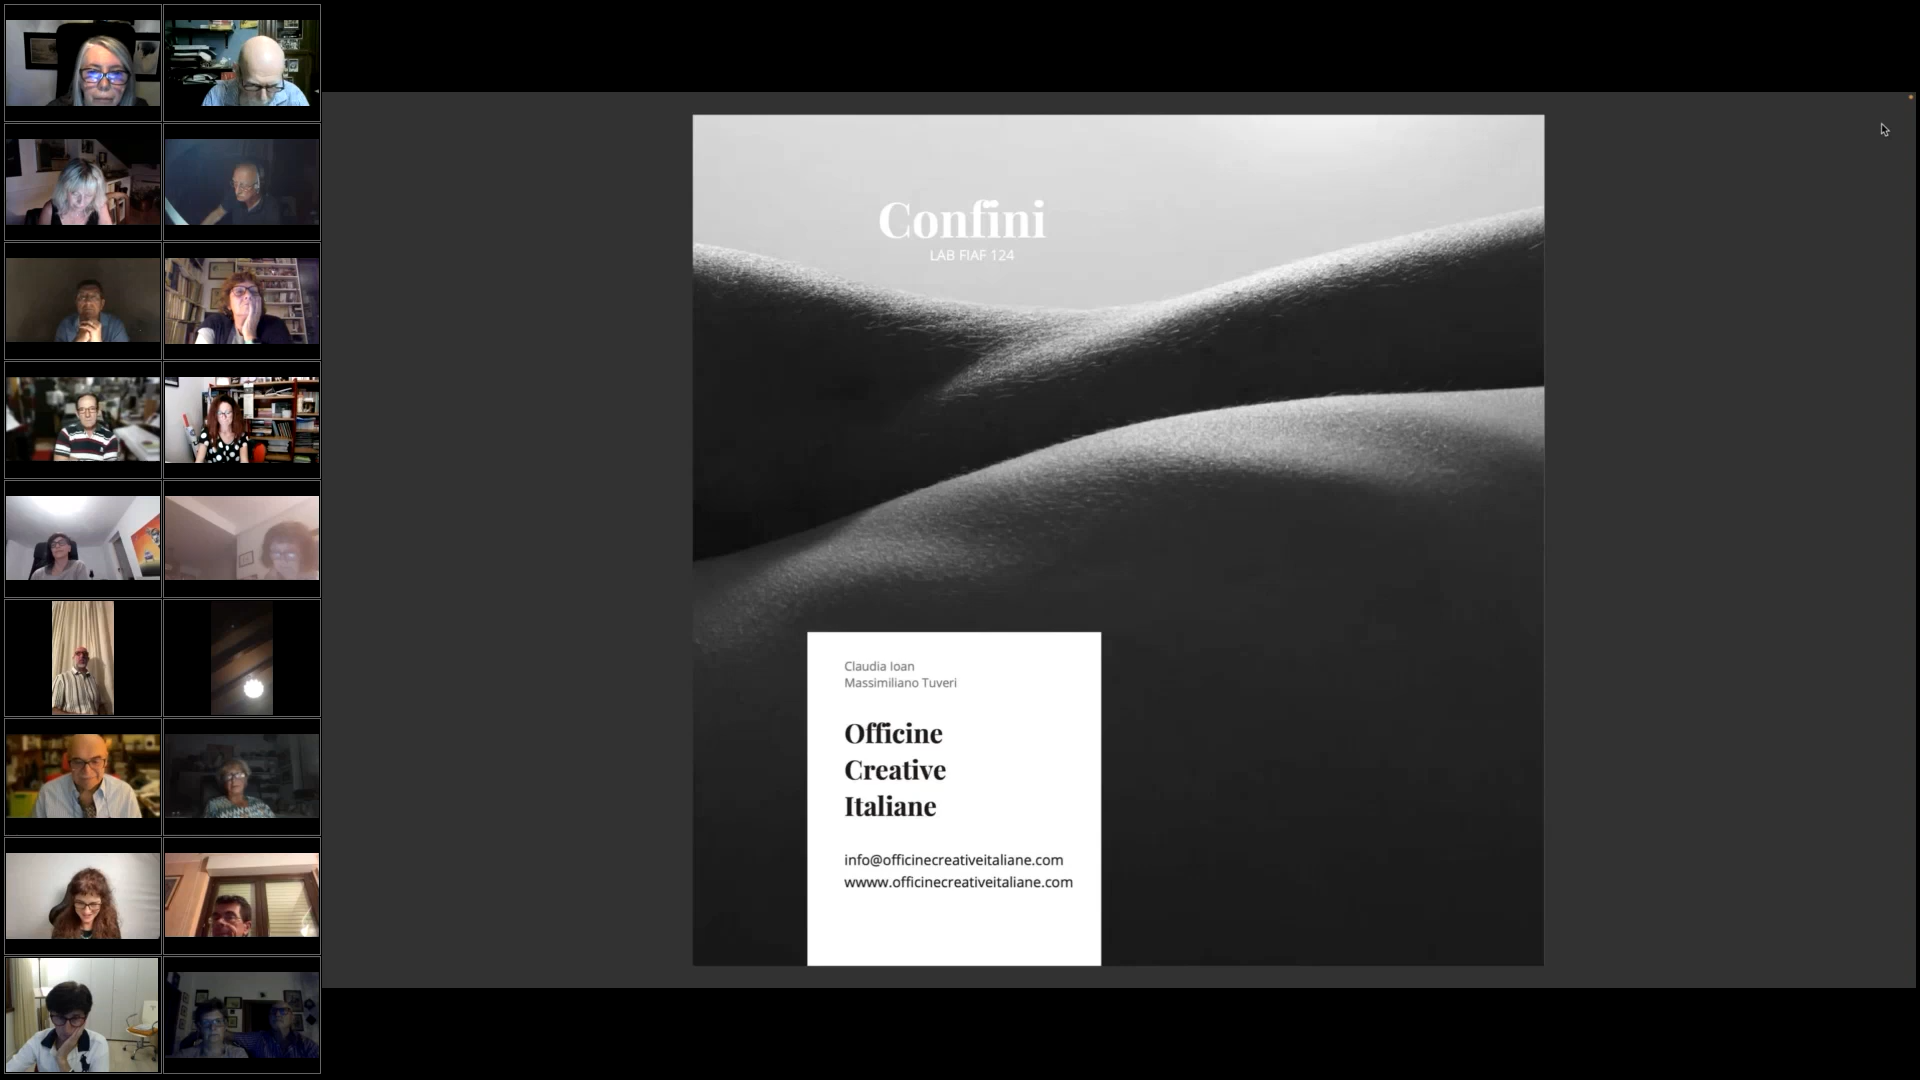 Confini
LAB FIAF 124
Claudia Ioan
Massimiliano Tuveri
Officine
Creative
Italiane
info@officinecreativeitaliane.com
wwww.officinecreativeitaliane.com